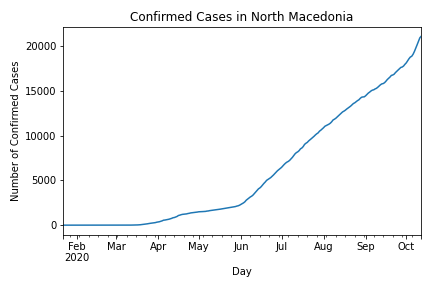 Confirmed Cases in North Macedonia
Number of Confirmed Cases
20000
15000
10000
5000
0
Feb Mar Apr May Jun Jul Aug Sep Oct
2020
Day